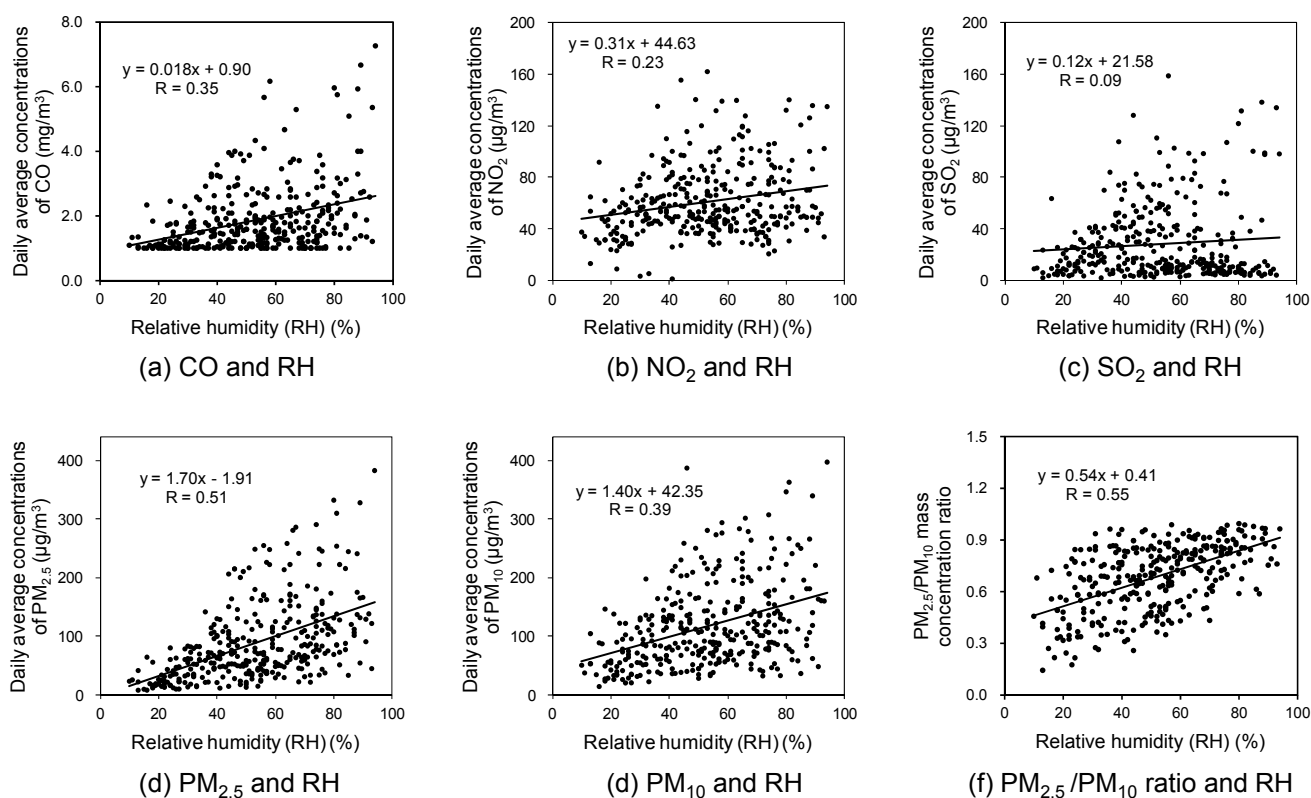 Daily average concentrations
of CO (mg/m³)
8.0
6.0
4.0
2.0
0.0
y = 0.018x + 0.90
R = 0.35
0 20 40 60 80 100
Relative humidity (RH) (%)
(a) CO and RH
Daily average concentrations
of NO₂ (µg/m³)
200
160
120
80
40
0
y = 0.31x + 44.63
R = 0.23
0 20 40 60 80 100
Relative humidity (RH) (%)
(b) NO₂ and RH
Daily average concentrations
of SO₂ (µg/m³)
200
160
120
80
40
0
y = 0.12x + 21.58
R = 0.09
0 20 40 60 80 100
Relative humidity (RH) (%)
(c) SO₂ and RH
Daily average concentrations
of PM₂.₅ (µg/m³)
400
300
200
100
0
y = 1.70x - 1.91
R = 0.51
0 20 40 60 80 100
Relative humidity (RH) (%)
(d) PM₂.₅ and RH
Daily average concentrations
of PM₁₀ (µg/m³)
400
300
200
100
0
y = 1.40x + 42.35
R = 0.39
0 20 40 60 80 100
Relative humidity (RH) (%)
(d) PM₁₀ and RH
PM₂.₅/PM₁₀ mass
concentration ratio
1.5
1.2
0.9
0.6
0.3
0.0
y = 0.54x + 0.41
R = 0.55
0 20 40 60 80 100
Relative humidity (RH) (%)
(f) PM₂.₅ /PM₁₀ ratio and RH